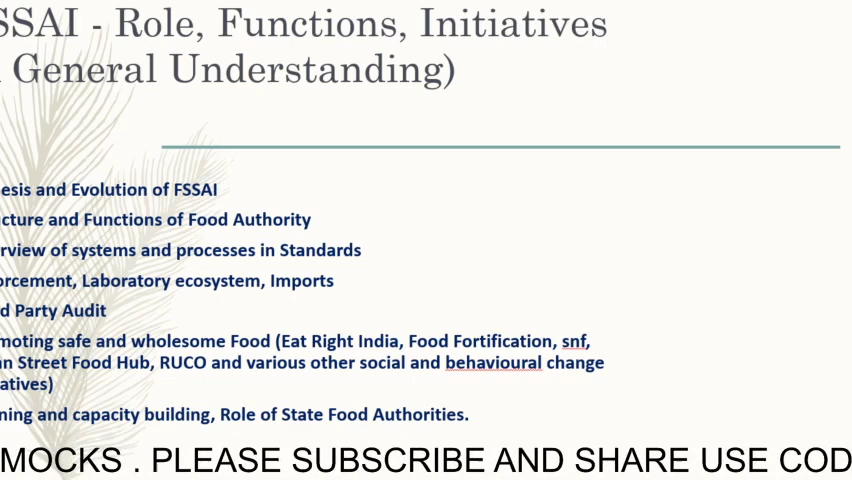 SSAI - Role, Functions, Initiatives
General Understanding)
esis and Evolution of FSSAI
cture and Functions of Food Authority
rview of systems and processes in Standards
orcement, Laboratory ecosystem, Imports
d Party Audit
moting safe and wholesome Food (Eat Right India, Food Fortification, snf,
n Street Food Hub, RUCO and various other social and behavioural change
atives)
ning and capacity building, Role of State Food Authorities.
MOCKS . PLEASE SUBSCRIBE AND SHARE USE COD